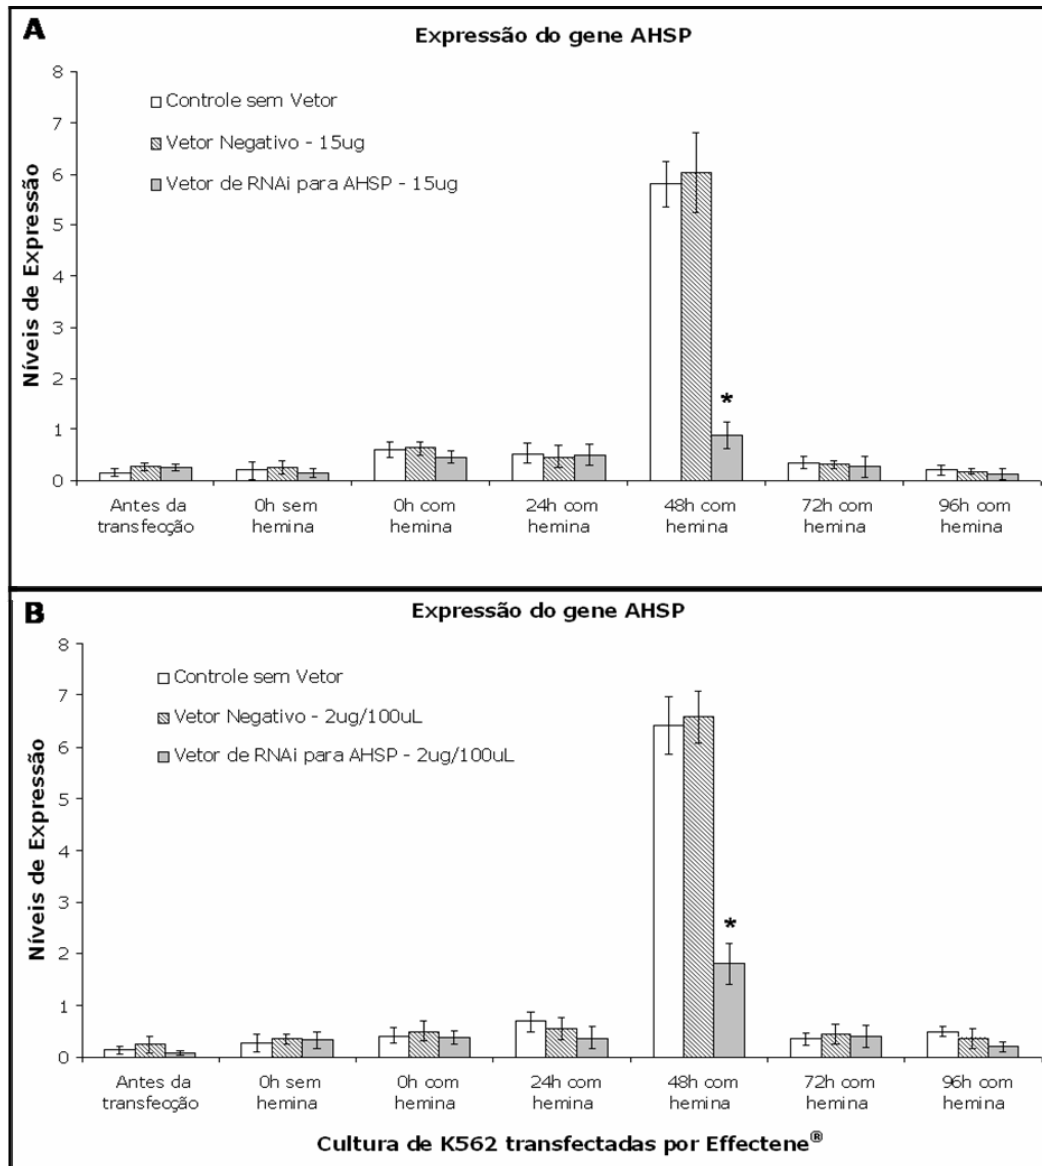 A
Expressão do gene AHSP
Níveis de Expressão
8
7
6
5
4
3
2
1
0
Controle sem Vetor
Vetor Negativo - 15ug
Vetor de RNAi para AHSP - 15ug
*
Antes da
transfecção
0h sem
hemina
0h com
hemina
24h com
hemina
48h com
hemina
72h com
hemina
96h com
hemina
B
Expressão do gene AHSP
Níveis de Expressão
8
7
6
5
4
3
2
1
0
Controle sem Vetor
Vetor Negativo - 2ug/100uL
Vetor de RNAi para AHSP - 2ug/100uL
*
Antes da
transfecção
0h sem
hemina
0h com
hemina
24h com
hemina
48h com
hemina
72h com
hemina
96h com
hemina
Cultura de K562 transfectadas por Effectene®